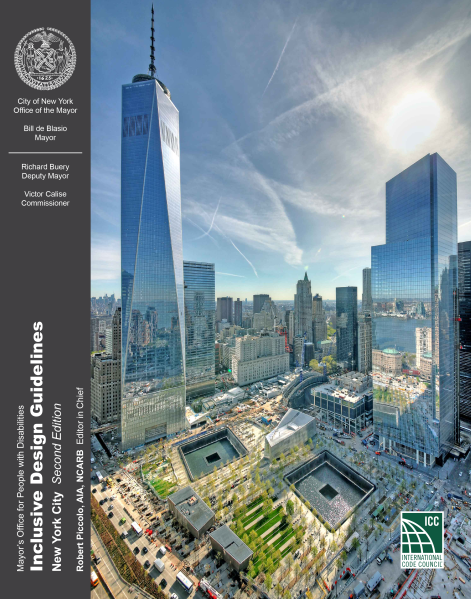 1625
City of New York
Office of the Mayor
Bill de Blasio
Mayor
Richard Buery
Deputy Mayor
Victor Calise
Commissioner
Mayor's Office for People with Disabilities
Inclusive Design Guidelines
New York City Second Edition
Robert Piccolo, AIA, NCARB Editor in Chief
ICC
INTERNATIONAL
CODE COUNCIL